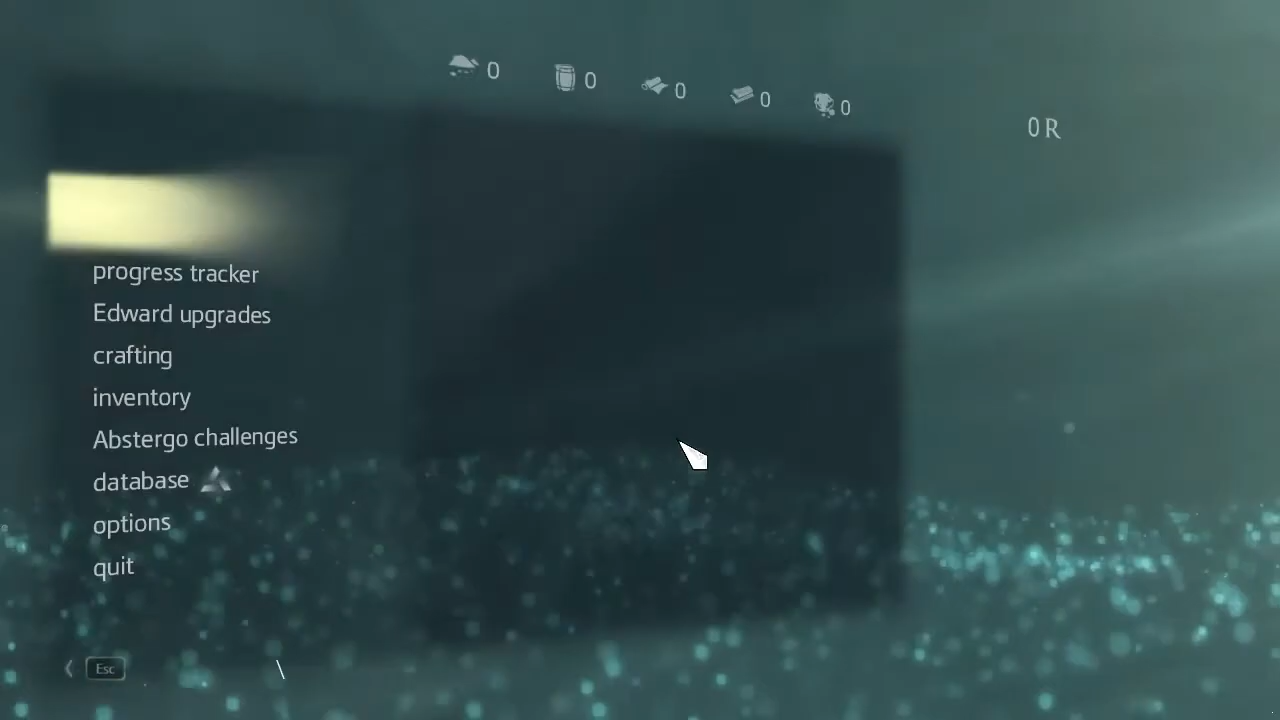 0 0 0 0 0
0 R
progress tracker
Edward upgrades
crafting
inventory
Abstergo challenges
database
options
quit
Esc